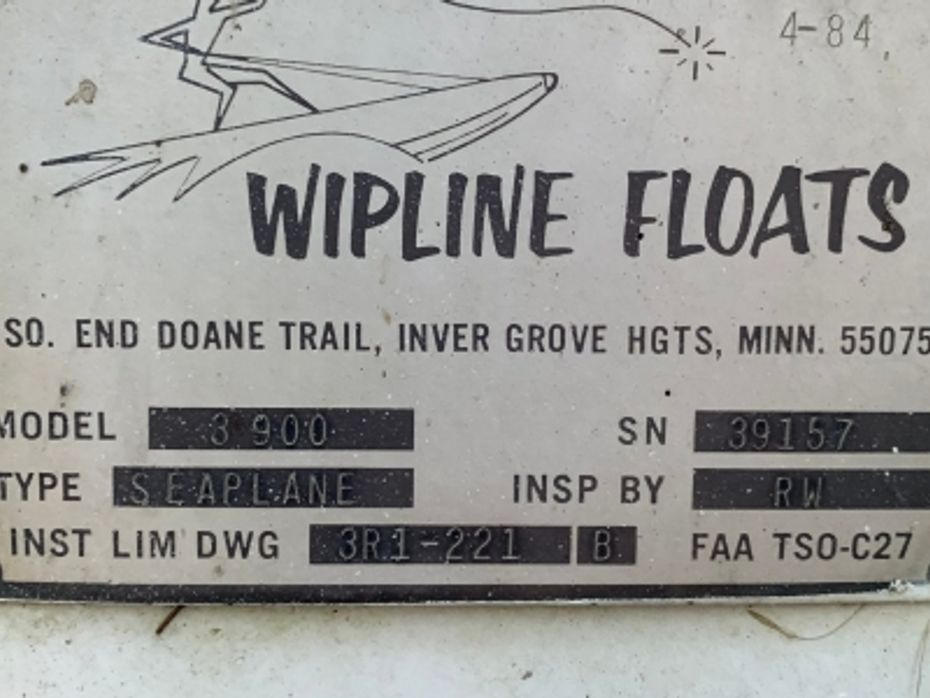 4-84
WIPLINE FLOATS
SO. END DOANE TRAIL, INVER GROVE HGTS, MINN. 55075
MODEL 3900 SN 39157
TYPE SEAPLANE INSP BY RW
INST LIM DWG 3R1-221 B FAA TSO-C27